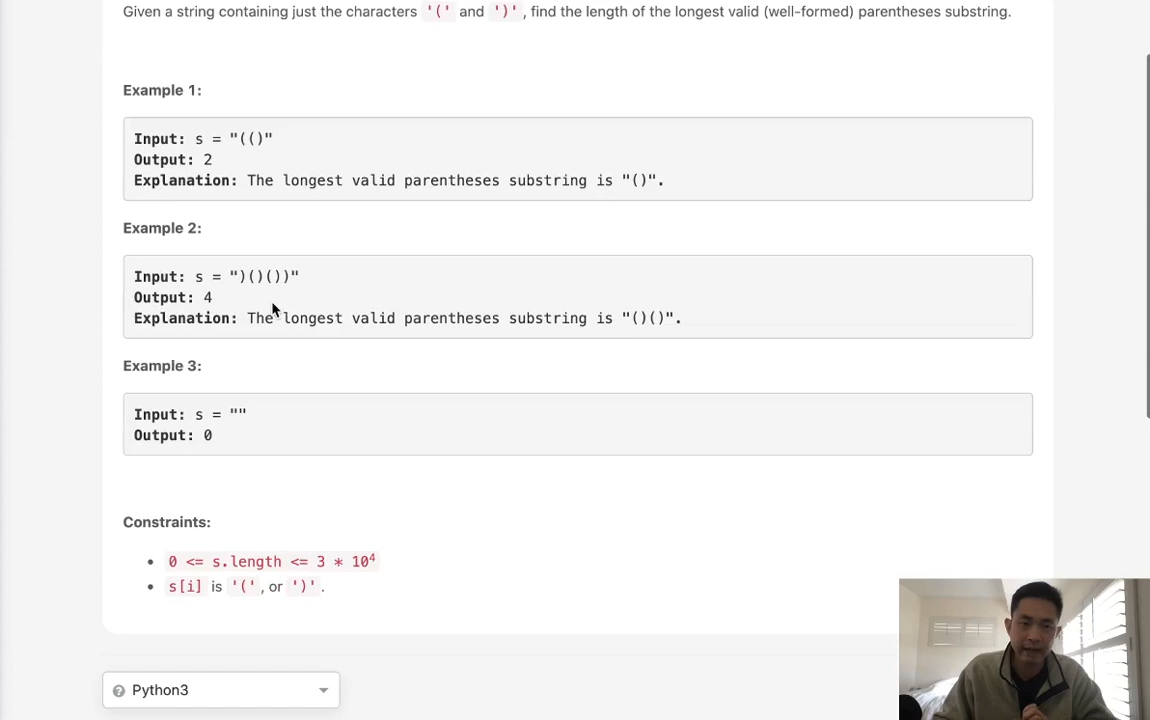 Given a string containing just the characters '(' and ')', find the length of the longest valid (well-formed) parentheses substring.
Example 1:
Input: s = "(()"
Output: 2
Explanation: The longest valid parentheses substring is "()".
Example 2:
Input: s = ")()())"
Output: 4
Explanation: The longest valid parentheses substring is "()()".
Example 3:
Input: s = ""
Output: 0
Constraints:
• 0 <= s.length <= 3 * 10⁴
• s[i] is '(', or ')'.
? Python3